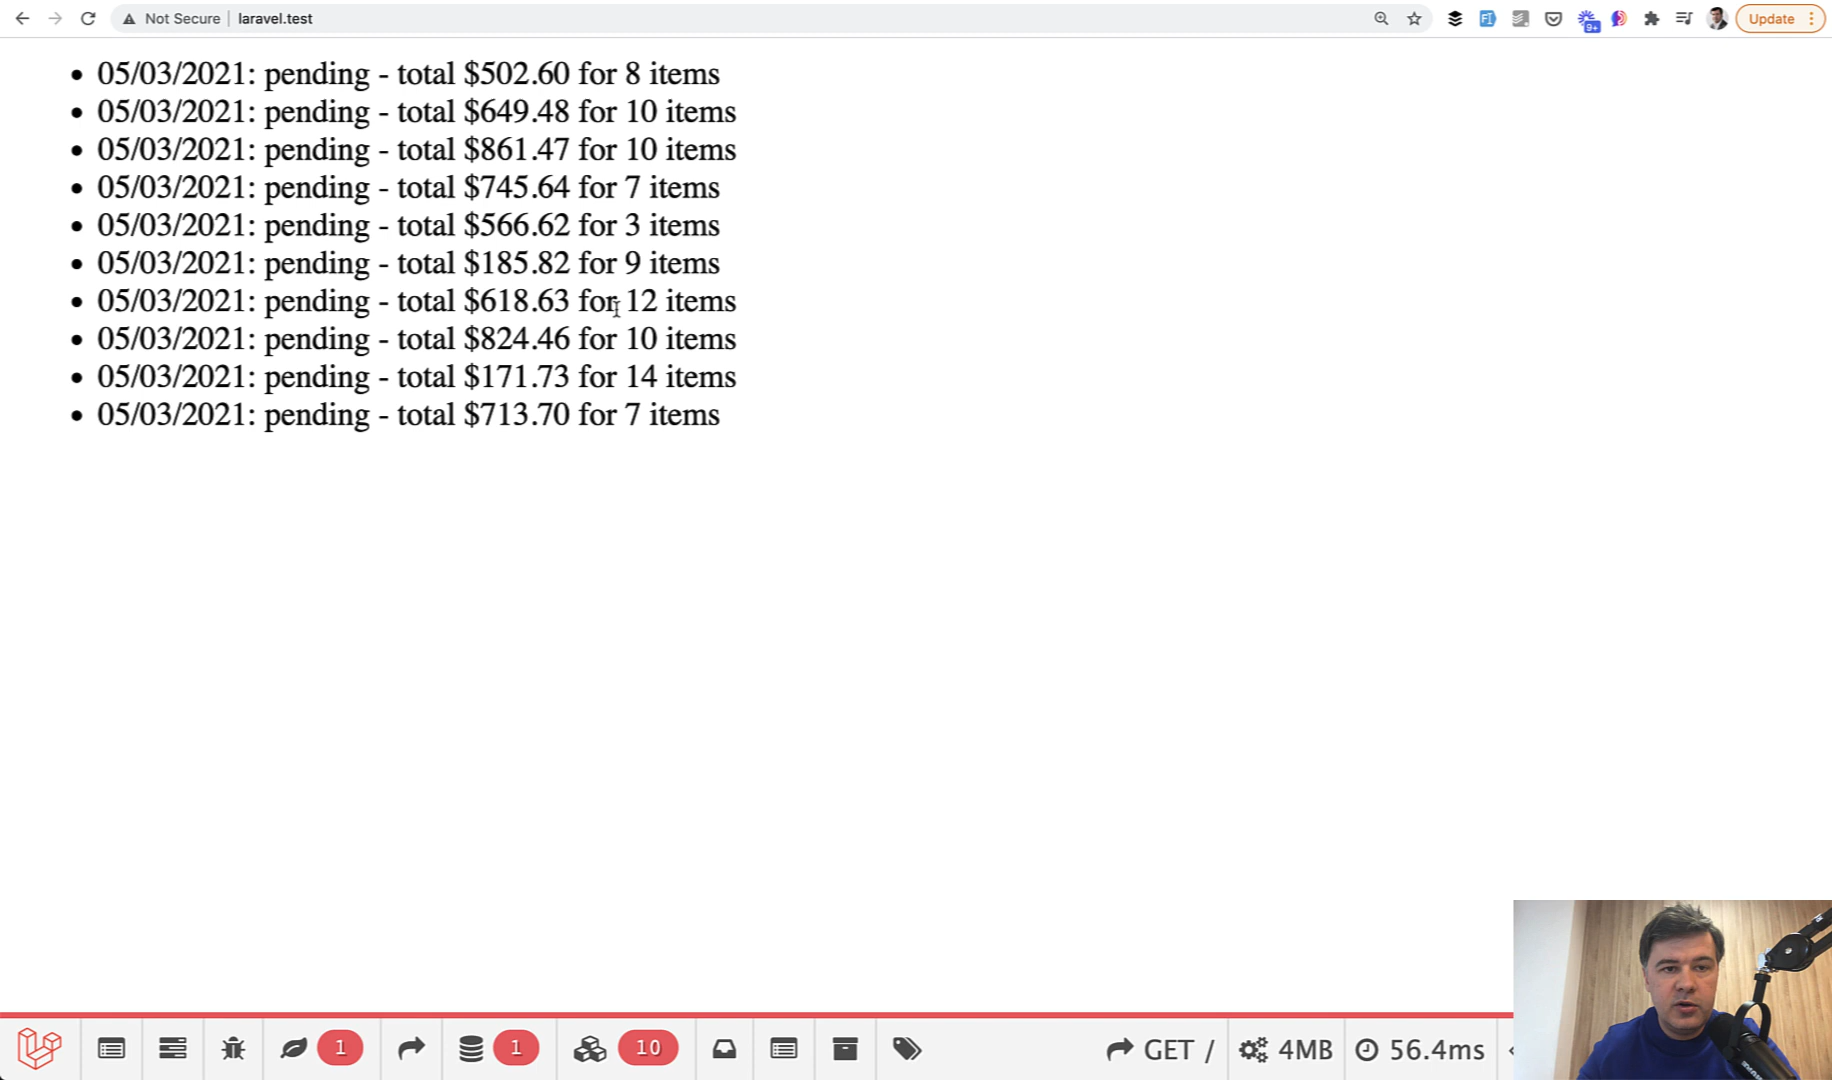 Not Secure laravel.test Update
9+
05/03/2021: pending - total $502.60 for 8 items
05/03/2021: pending - total $649.48 for 10 items
05/03/2021: pending - total $861.47 for 10 items
05/03/2021: pending - total $745.64 for 7 items
05/03/2021: pending - total $566.62 for 3 items
05/03/2021: pending - total $185.82 for 9 items
05/03/2021: pending - total $618.63 for 12 items
05/03/2021: pending - total $824.46 for 10 items
05/03/2021: pending - total $171.73 for 14 items
05/03/2021: pending - total $713.70 for 7 items
1 1 10 GET / 4MB 56.4ms